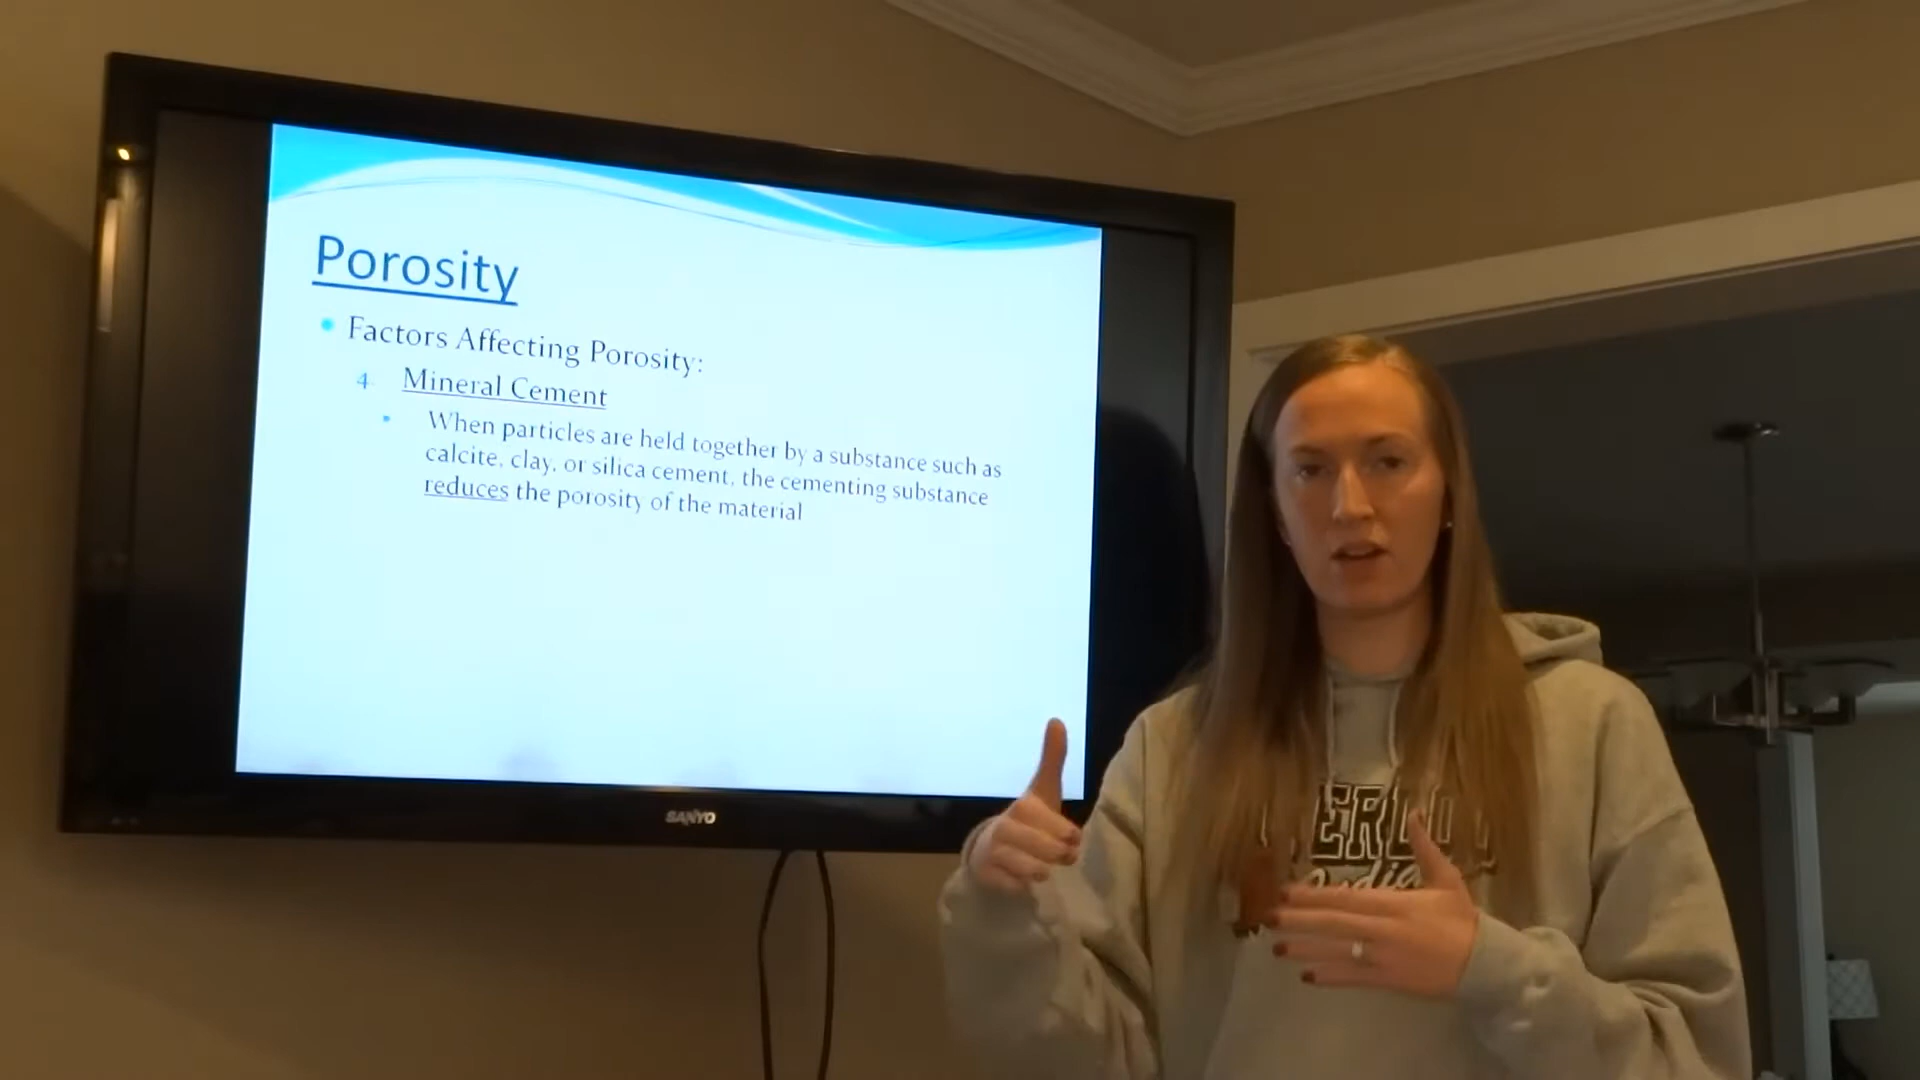 Porosity
• Factors Affecting Porosity:
4. Mineral Cement
• When particles are held together by a substance such as
calcite, clay, or silica cement, the cementing substance
reduces the porosity of the material
SANYO